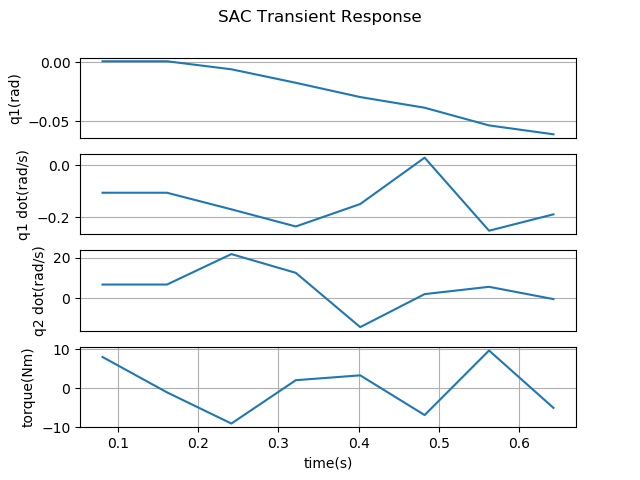 SAC Transient Response
q1(rad)
0.00
−0.05
q1 dot(rad/s)
0.0
−0.2
q2 dot(rad/s)
20
0
torque(Nm)
10
0
−10
0.1 0.2 0.3 0.4 0.5 0.6
time(s)